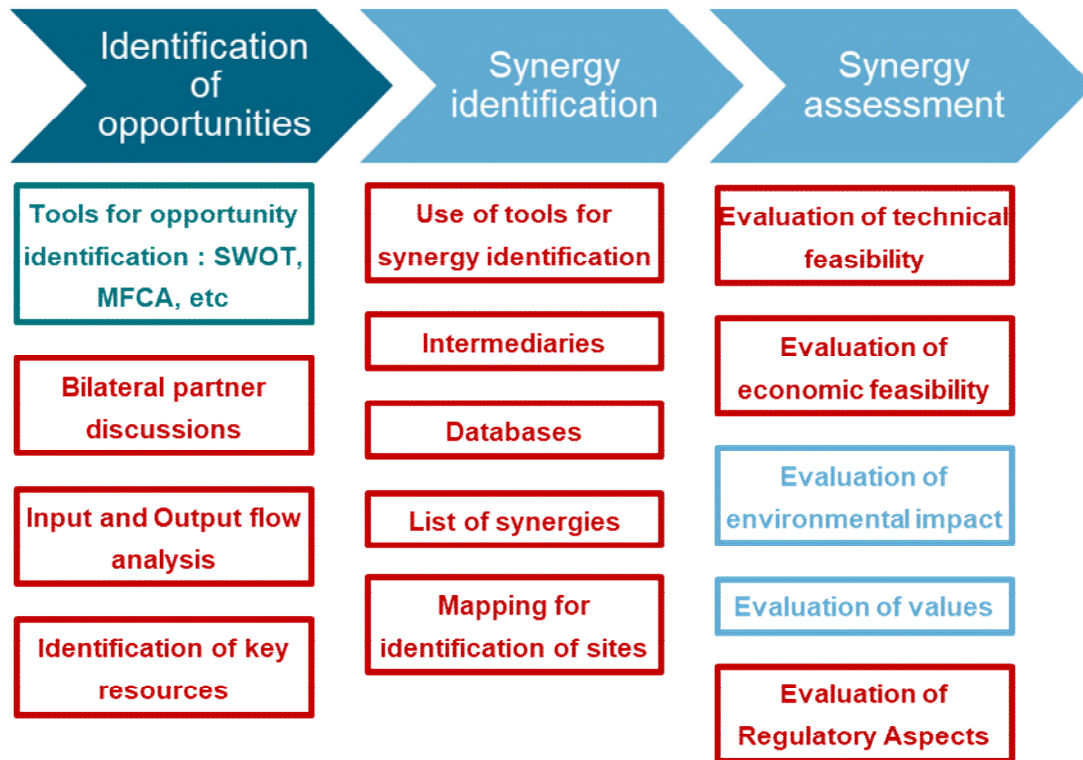 Identification
of
opportunities
Synergy
identification
Synergy
assessment
Tools for opportunity
identification : SWOT,
MFCA, etc
Bilateral partner
discussions
Input and Output flow
analysis
Identification of key
resources
Use of tools for
synergy identification
Intermediaries
Databases
List of synergies
Mapping for
identification of sites
Evaluation of technical
feasibility
Evaluation of
economic feasibility
Evaluation of
environmental impact
Evaluation of values
Evaluation of
Regulatory Aspects